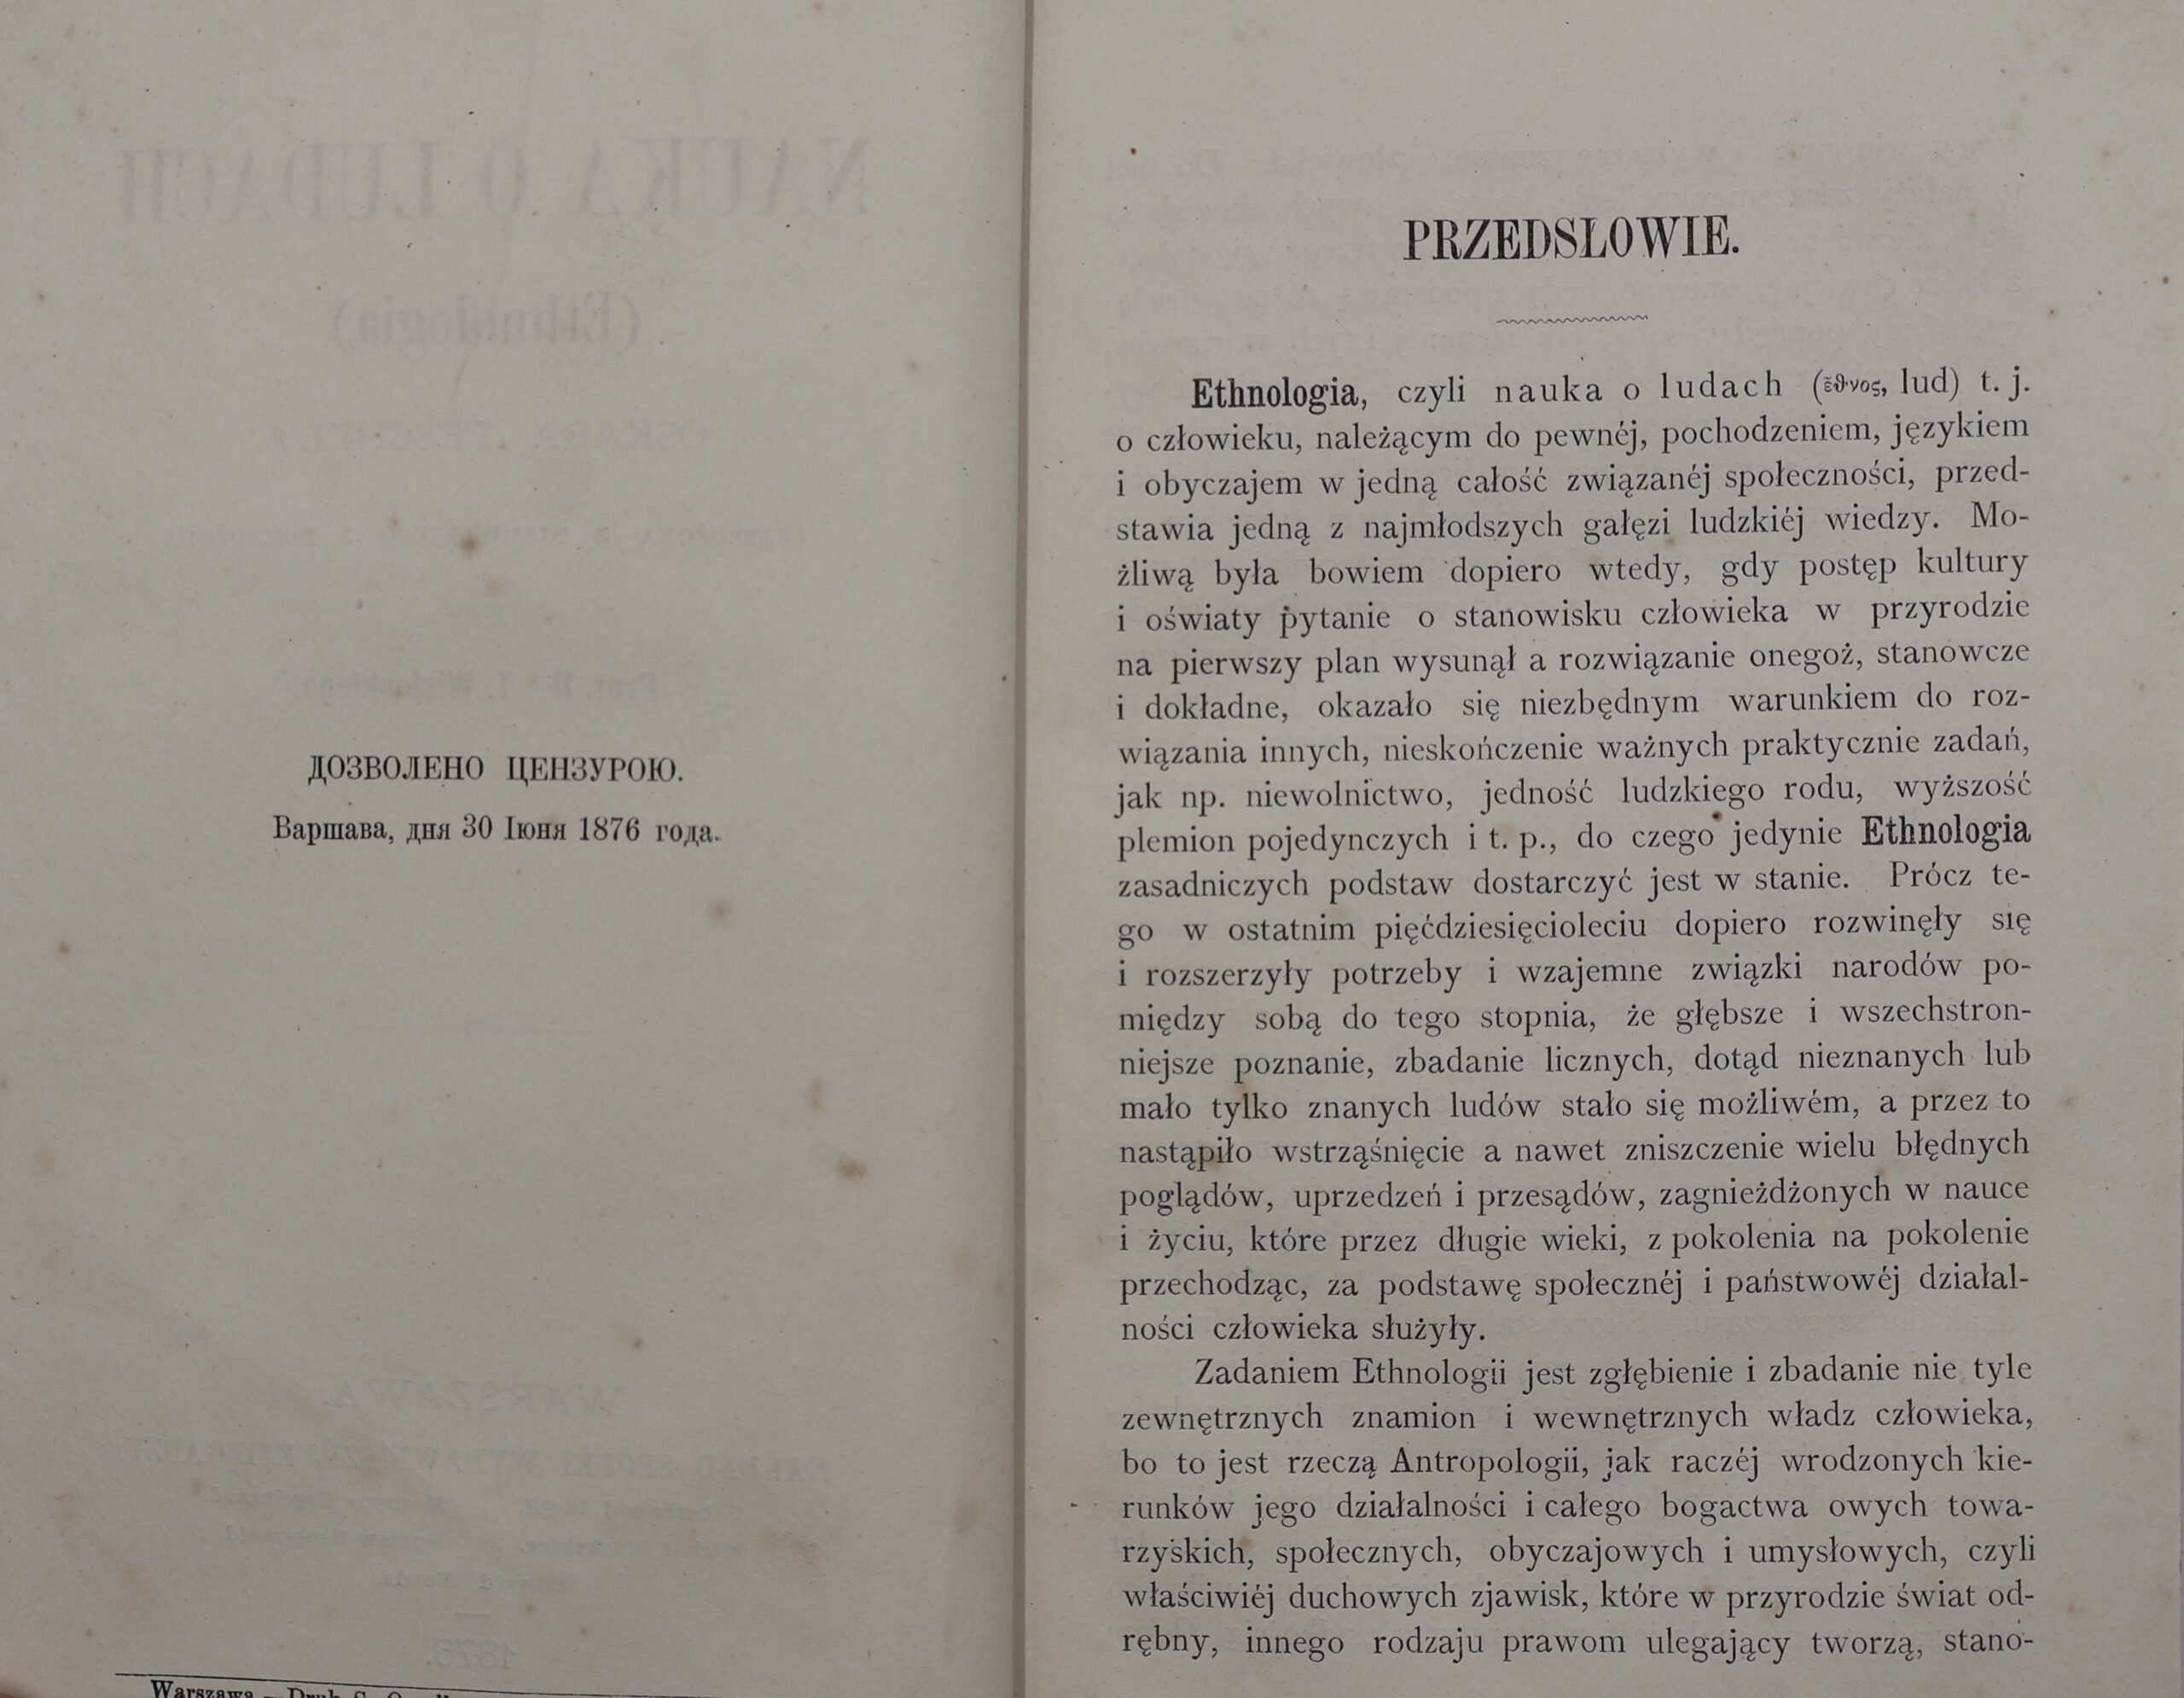 ДОЗВОЛЕНО ЦЕНЗУРОЮ.
Варшава, дня 30 Іюня 1876 года.
Warszawa — Druk S.
PRZEDSŁOWIE.
Ethnologia, czyli nauka o ludach (ἔϑνος, lud) t. j.
o człowieku, należącym do pewnéj, pochodzeniem, językiem
i obyczajem w jedną całość związanéj społeczności, przed-
stawia jedną z najmłodszych gałęzi ludzkiéj wiedzy. Mo-
żliwą była bowiem dopiero wtedy, gdy postęp kultury
i oświaty pytanie o stanowisku człowieka w przyrodzie
na pierwszy plan wysunął a rozwiązanie onegoż, stanowcze
i dokładne, okazało się niezbędnym warunkiem do roz-
wiązania innych, nieskończenie ważnych praktycznie zadań,
jak np. niewolnictwo, jedność ludzkiego rodu, wyższość
plemion pojedynczych i t. p., do czego jedynie Ethnologia
zasadniczych podstaw dostarczyć jest w stanie. Prócz te-
go w ostatnim pięćdziesięcioleciu dopiero rozwinęły się
i rozszerzyły potrzeby i wzajemne związki narodów po-
między sobą do tego stopnia, że głębsze i wszechstron-
niejsze poznanie, zbadanie licznych, dotąd nieznanych lub
mało tylko znanych ludów stało się możliwém, a przez to
nastąpiło wstrząśnięcie a nawet zniszczenie wielu błędnych
poglądów, uprzedzeń i przesądów, zagnieżdżonych w nauce
i życiu, które przez długie wieki, z pokolenia na pokolenie
przechodząc, za podstawę społecznéj i państwowéj działal-
ności człowieka służyły.
Zadaniem Ethnologii jest zgłębienie i zbadanie nie tyle
zewnętrznych znamion i wewnętrznych władz człowieka,
bo to jest rzeczą Antropologii, jak raczéj wrodzonych kie-
runków jego działalności i całego bogactwa owych towa-
rzyskich, społecznych, obyczajowych i umysłowych, czyli
właściwiéj duchowych zjawisk, które w przyrodzie świat od-
rębny, innego rodzaju prawom ulegający tworzą, stano-